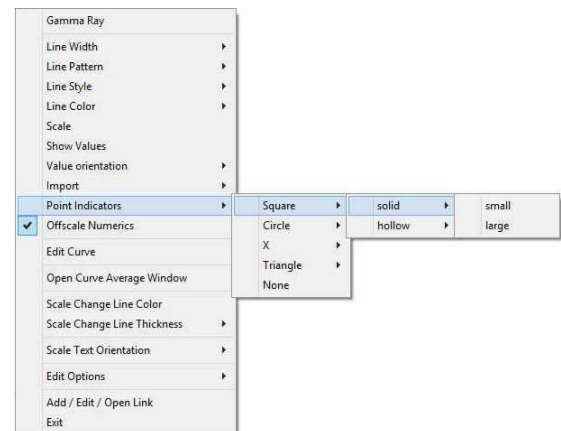 Gamma Ray
Line Width
Line Pattern
Line Style
Line Color
Scale
Show Values
Value orientation
Import
Point Indicators
Offscale Numerics
Edit Curve
Open Curve Average Window
Scale Change Line Color
Scale Change Line Thickness
Scale Text Orientation
Edit Options
Add / Edit / Open Link
Exit
Square
Circle
X
Triangle
None
solid
hollow
small
large